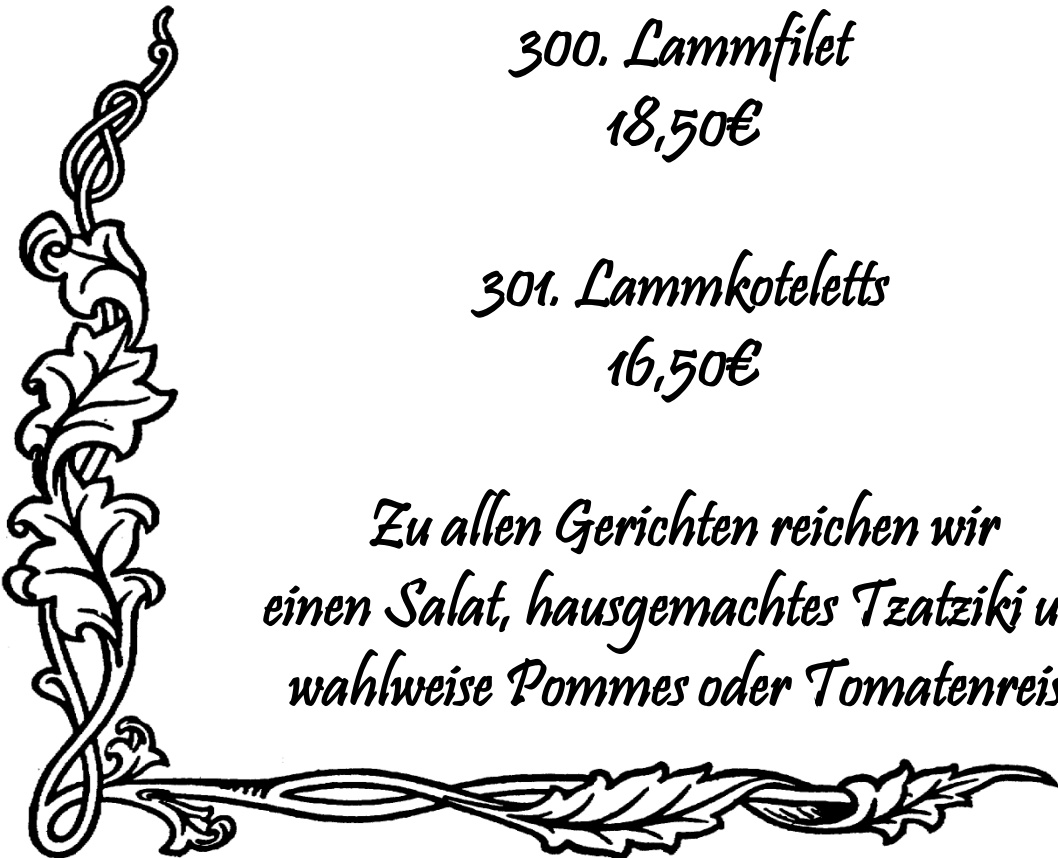 300. Lammfilet
18,50€
301. Lammkoteletts
16,50€
Zu allen Gerichten reichen wir
einen Salat, hausgemachtes Tzatziki
wahlweise Pommes oder Tomatenreis